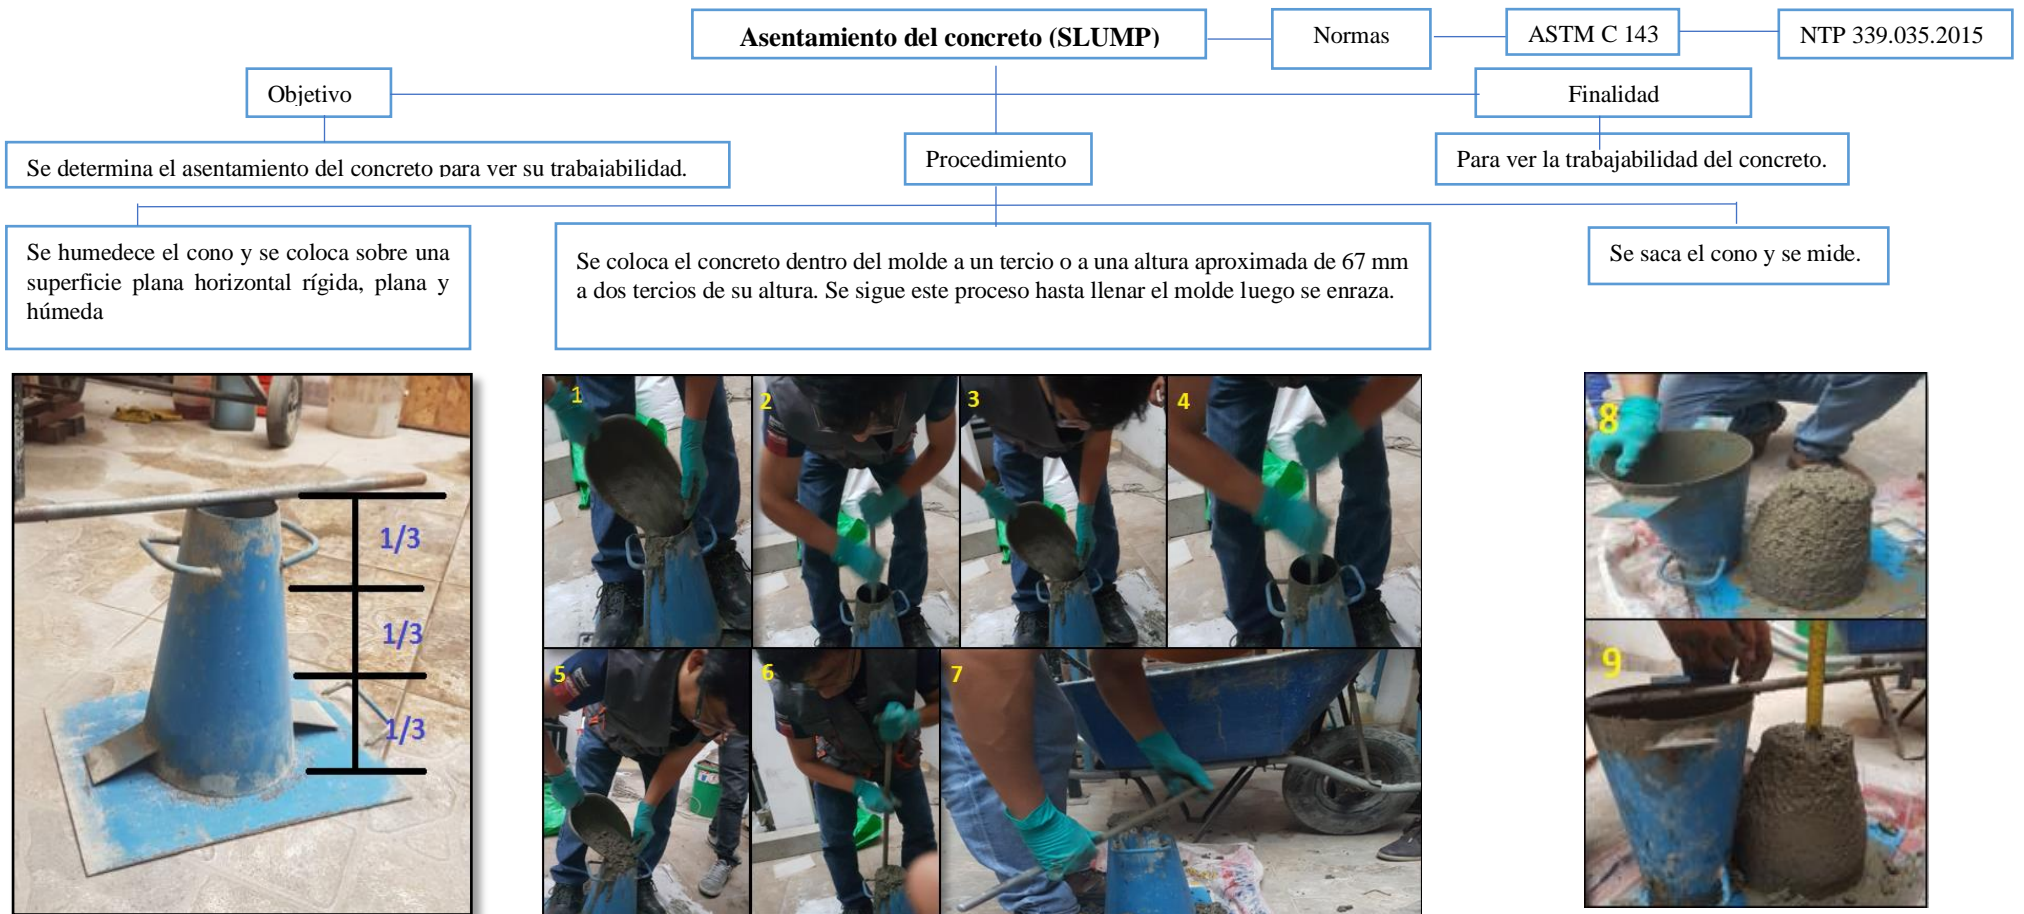 Asentamiento del concreto (SLUMP)
Normas
ASTM C 143
NTP 339.035.2015
Objetivo
Finalidad
Se determina el asentamiento del concreto para ver su trabajabilidad.
Procedimiento
Para ver la trabajabilidad del concreto.
Se humedece el cono y se coloca sobre una
superficie plana horizontal rígida, plana y
húmeda
Se coloca el concreto dentro del molde a un tercio o a una altura aproximada de 67 mm
a dos tercios de su altura. Se sigue este proceso hasta llenar el molde luego se enraza.
Se saca el cono y se mide.
1/3
1/3
1/3
1
2
3
4
5
6
7
8
9